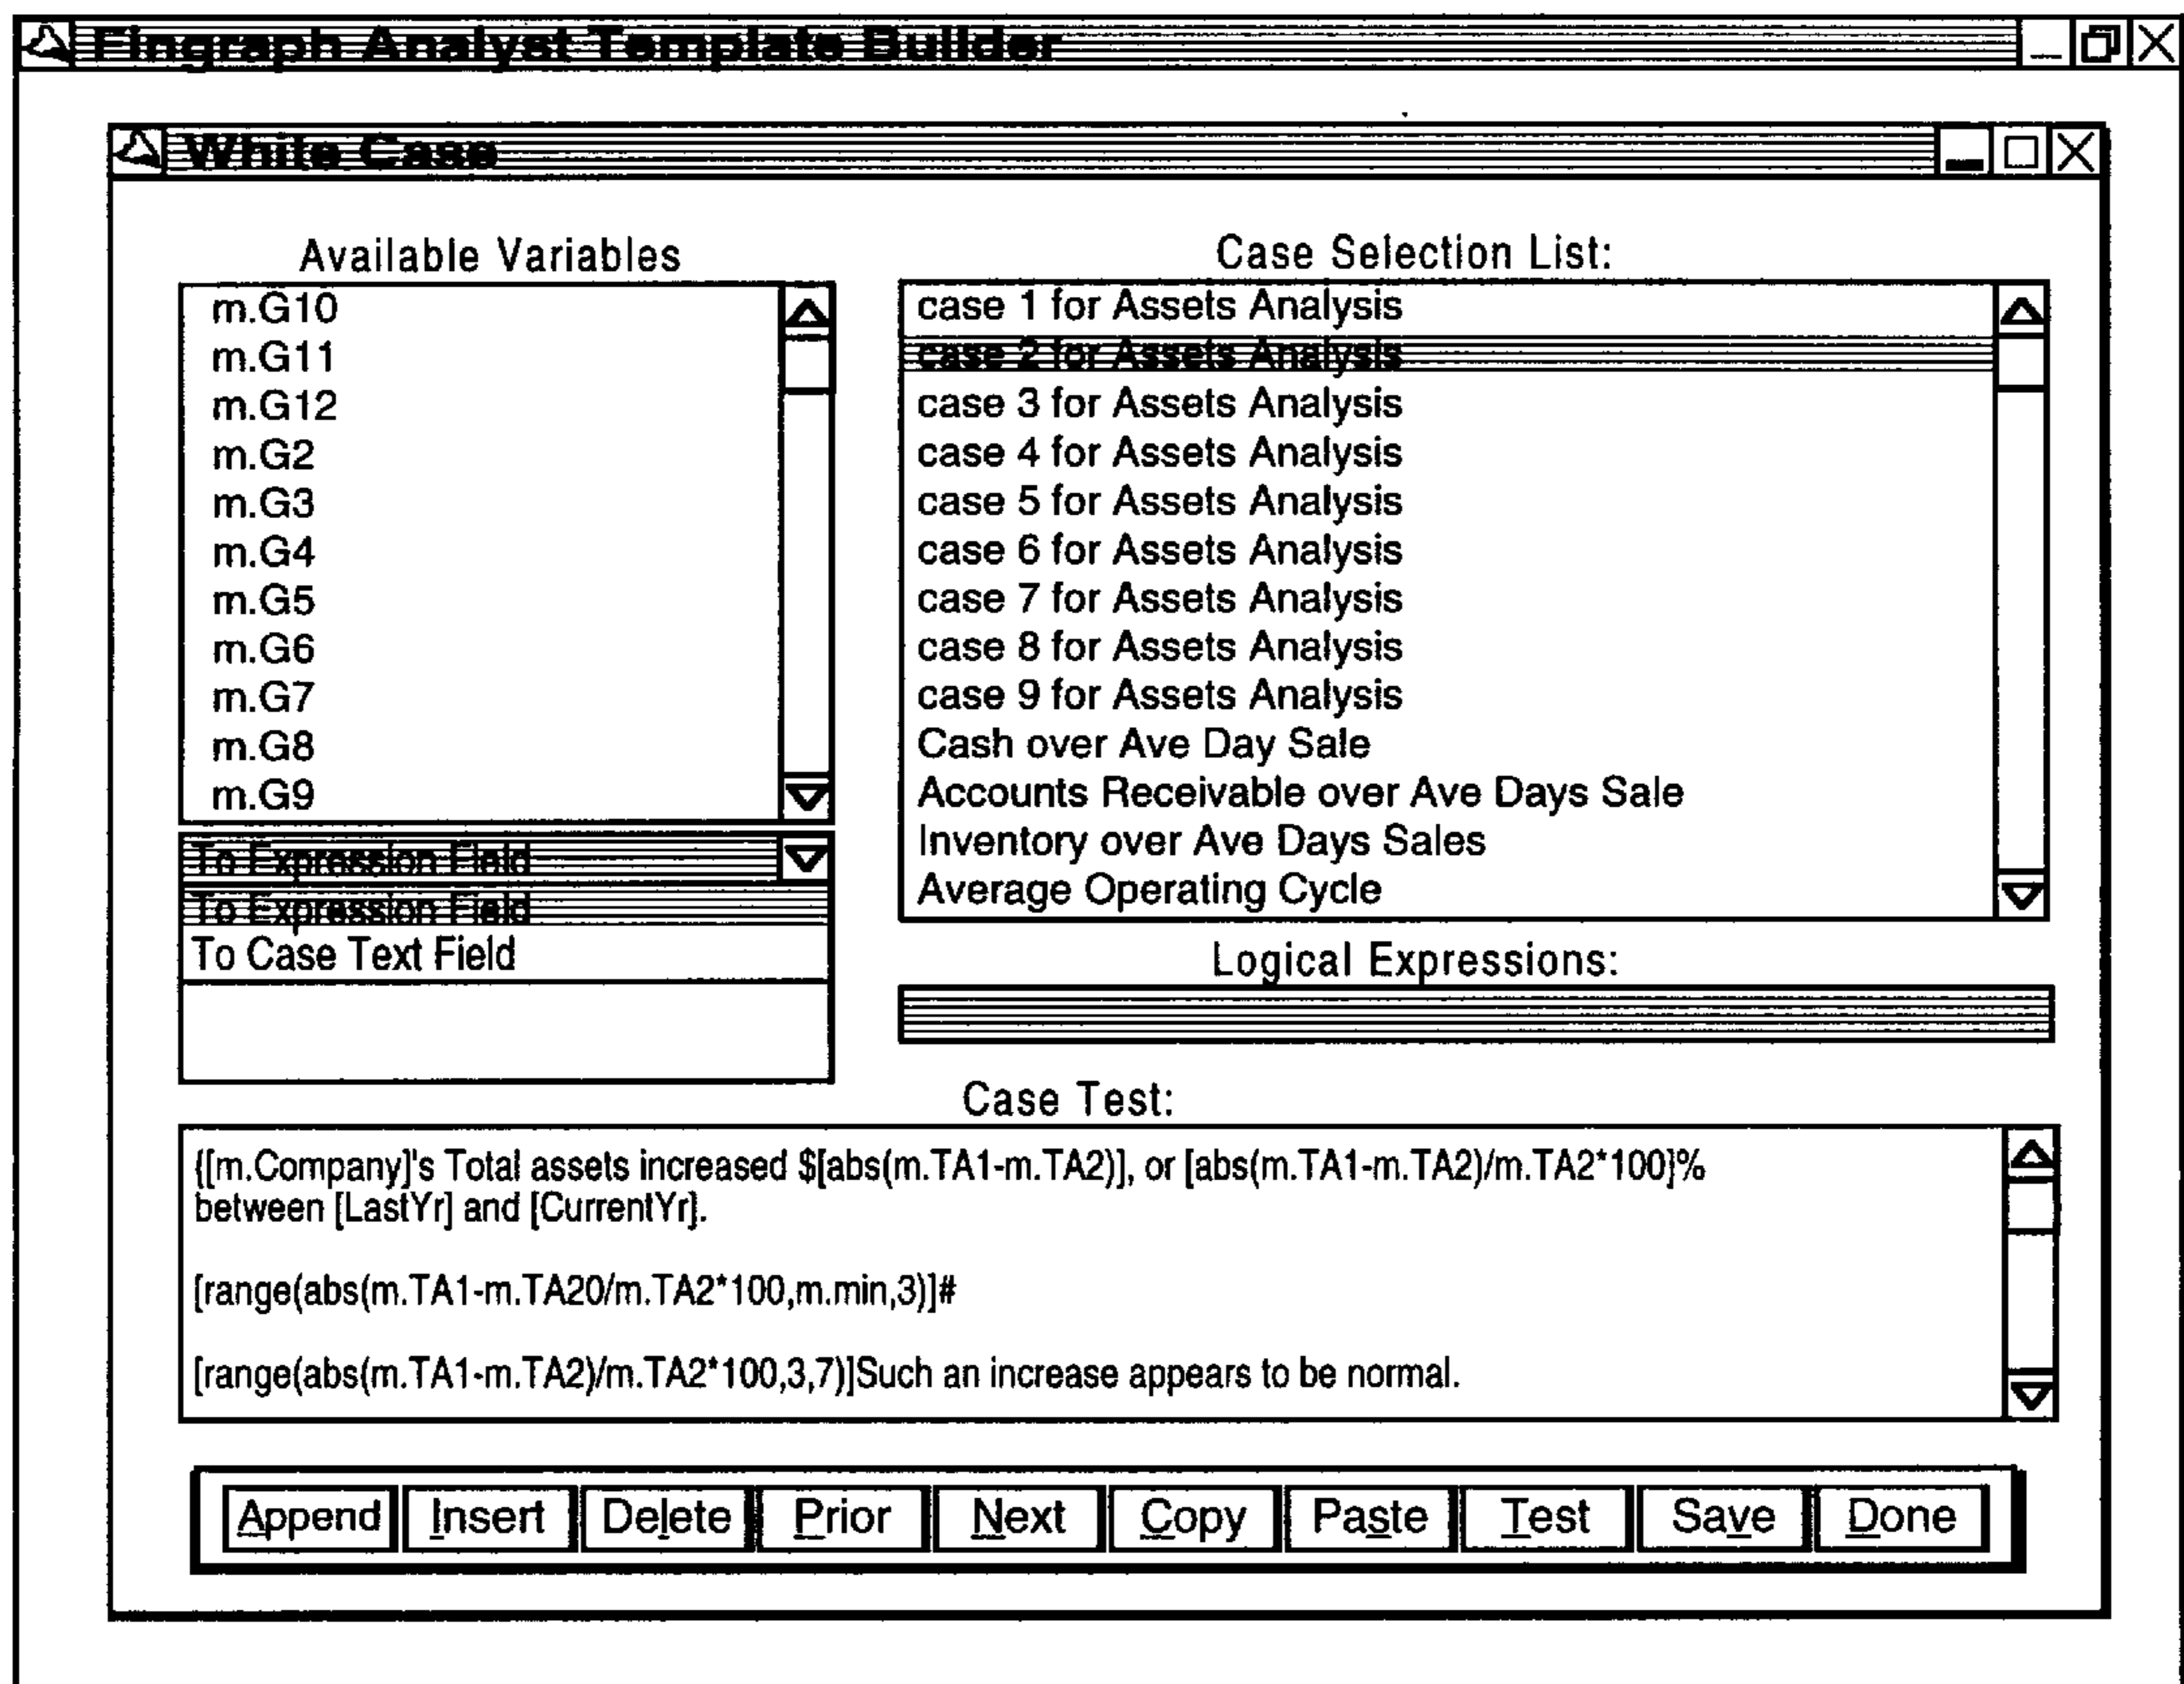 Fingraph Analyst Template Builder
White Case
Available Variables
m.G10
m.G11
m.G12
m.G2
m.G3
m.G4
m.G5
m.G6
m.G7
m.G8
m.G9
To Expression Field
To Expression Field
To Case Text Field
Case Selection List:
case 1 for Assets Analysis
case 2 for Assets Analysis
case 3 for Assets Analysis
case 4 for Assets Analysis
case 5 for Assets Analysis
case 6 for Assets Analysis
case 7 for Assets Analysis
case 8 for Assets Analysis
case 9 for Assets Analysis
Cash over Ave Day Sale
Accounts Receivable over Ave Days Sale
Inventory over Ave Days Sales
Average Operating Cycle
Logical Expressions:
Case Test:
{[m.Company]'s Total assets increased $[abs(m.TA1-m.TA2)], or [abs(m.TA1-m.TA2)/m.TA2*100}%
between [LastYr] and [CurrentYr].
[range(abs(m.TA1-m.TA20/m.TA2*100,m.min,3)]#
[range(abs(m.TA1-m.TA2)/m.TA2*100,3,7)]Such an increase appears to be normal.
Append Insert Delete Prior Next Copy Paste Test Save Done